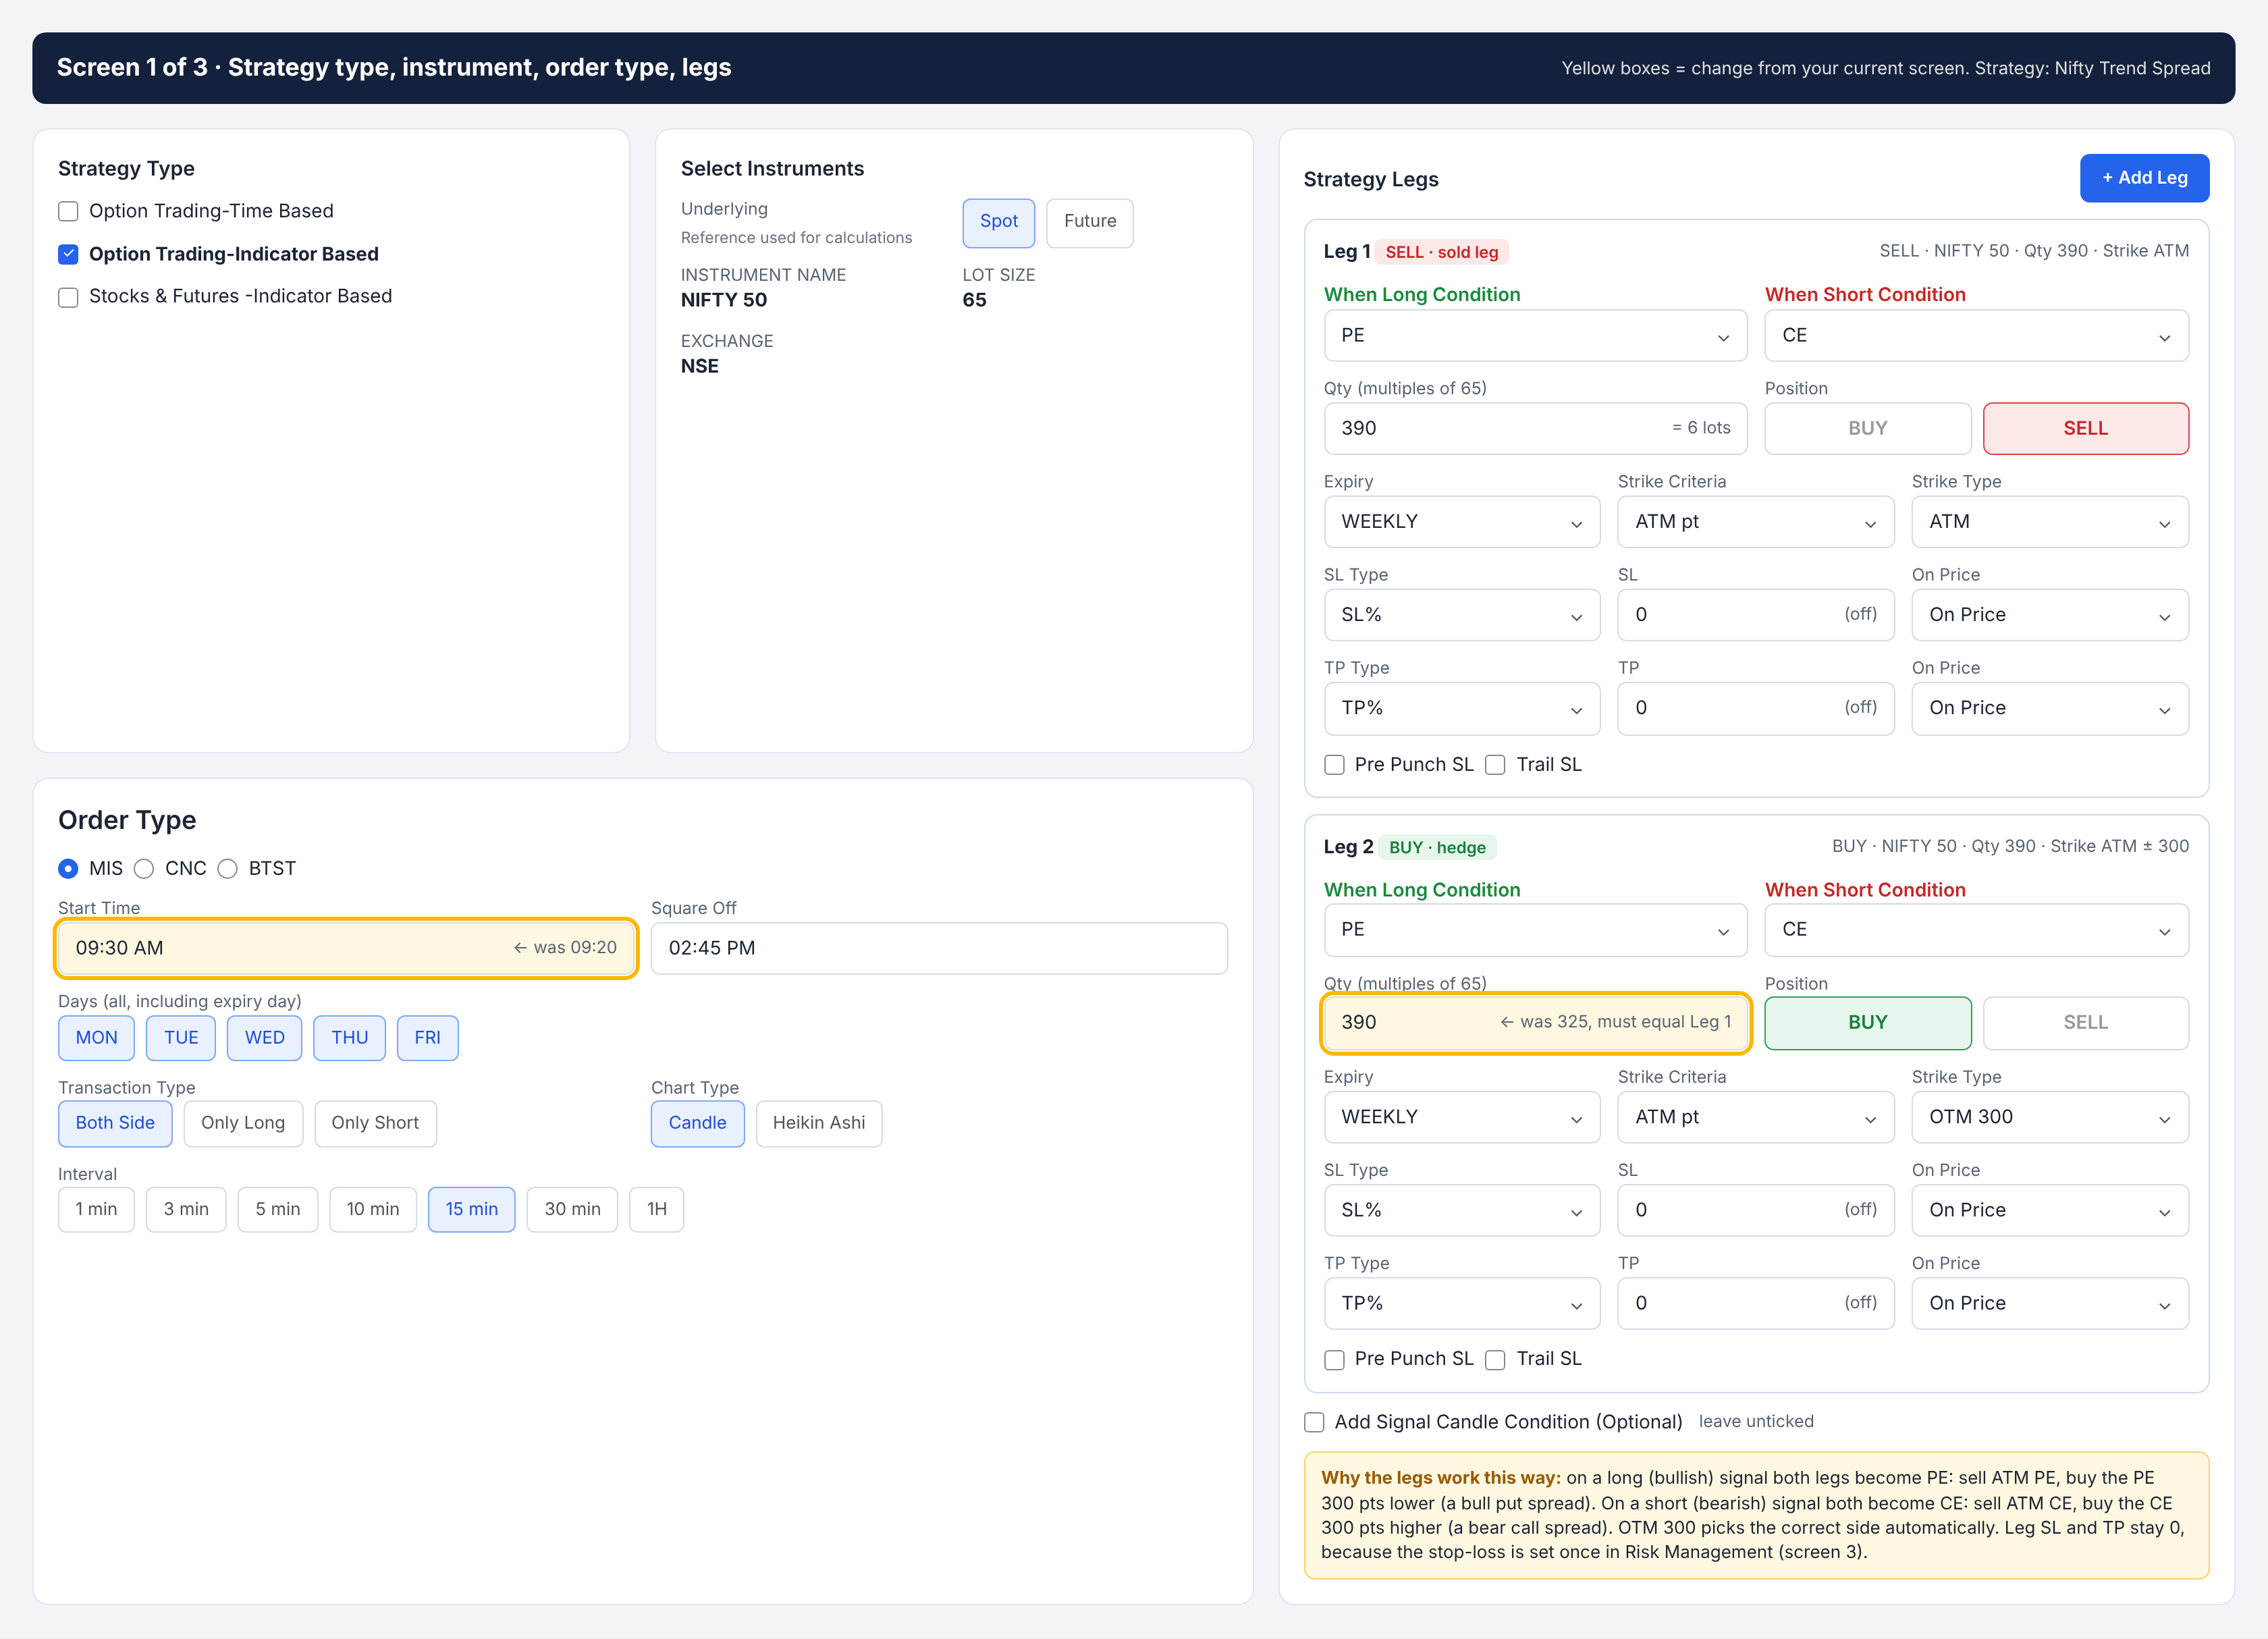 Screen 1 of 3 · Strategy type, instrument, order type, legs
Yellow boxes = change from your current screen. Strategy: Nifty Trend Spread
Strategy Type
Option Trading-Time Based
Option Trading-Indicator Based
Stocks & Futures -Indicator Based
Select Instruments
Underlying
Reference used for calculations
Spot
Future
INSTRUMENT NAME
NIFTY 50
LOT SIZE
65
EXCHANGE
NSE
Order Type
MIS
CNC
BTST
Start Time
09:30 AM
← was 09:20
Square Off
02:45 PM
Days (all, including expiry day)
MON
TUE
WED
THU
FRI
Transaction Type
Both Side
Only Long
Only Short
Chart Type
Candle
Heikin Ashi
Interval
1 min
3 min
5 min
10 min
15 min
30 min
1H
Strategy Legs
+ Add Leg
Leg 1
SELL · sold leg
SELL · NIFTY 50 · Qty 390 · Strike ATM
When Long Condition
PE
When Short Condition
CE
Qty (multiples of 65)
390
= 6 lots
Position
BUY
SELL
Expiry
WEEKLY
Strike Criteria
ATM pt
Strike Type
ATM
SL Type
SL%
SL
0
(off)
On Price
On Price
TP Type
TP%
TP
0
(off)
On Price
On Price
Pre Punch SL
Trail SL
Leg 2
BUY · hedge
BUY · NIFTY 50 · Qty 390 · Strike ATM ± 300
When Long Condition
PE
When Short Condition
CE
Qty (multiples of 65)
390
← was 325, must equal Leg 1
Position
BUY
SELL
Expiry
WEEKLY
Strike Criteria
ATM pt
Strike Type
OTM 300
SL Type
SL%
SL
0
(off)
On Price
On Price
TP Type
TP%
TP
0
(off)
On Price
On Price
Pre Punch SL
Trail SL
Add Signal Candle Condition (Optional)
leave unticked
Why the legs work this way: on a long (bullish) signal both legs become PE: sell ATM PE, buy the PE
300 pts lower (a bull put spread). On a short (bearish) signal both become CE: sell ATM CE, buy the CE
300 pts higher (a bear call spread). OTM 300 picks the correct side automatically. Leg SL and TP stay 0,
because the stop-loss is set once in Risk Management (screen 3).